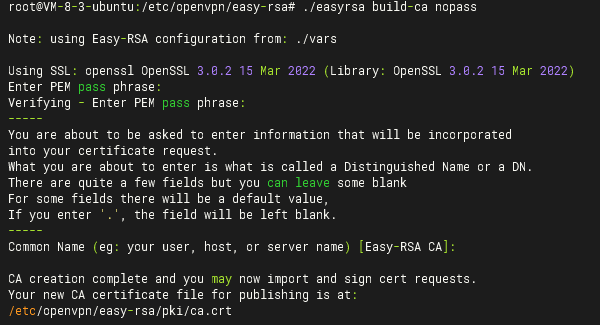 root@VM-8-3-ubuntu:/etc/openvpn/easy-rsa# ./easyrsa build-ca nopass
Note: using Easy-RSA configuration from: ./vars
Using SSL: openssl OpenSSL 3.0.2 15 Mar 2022 (Library: OpenSSL 3.0.2 15 Mar 2022)
Enter PEM pass phrase:
Verifying - Enter PEM pass phrase:
-----
You are about to be asked to enter information that will be incorporated
into your certificate request.
What you are about to enter is what is called a Distinguished Name or a DN.
There are quite a few fields but you can leave some blank
For some fields there will be a default value,
If you enter '.', the field will be left blank.
-----
Common Name (eg: your user, host, or server name) [Easy-RSA CA]:
CA creation complete and you may now import and sign cert requests.
Your new CA certificate file for publishing is at:
/etc/openvpn/easy-rsa/pki/ca.crt